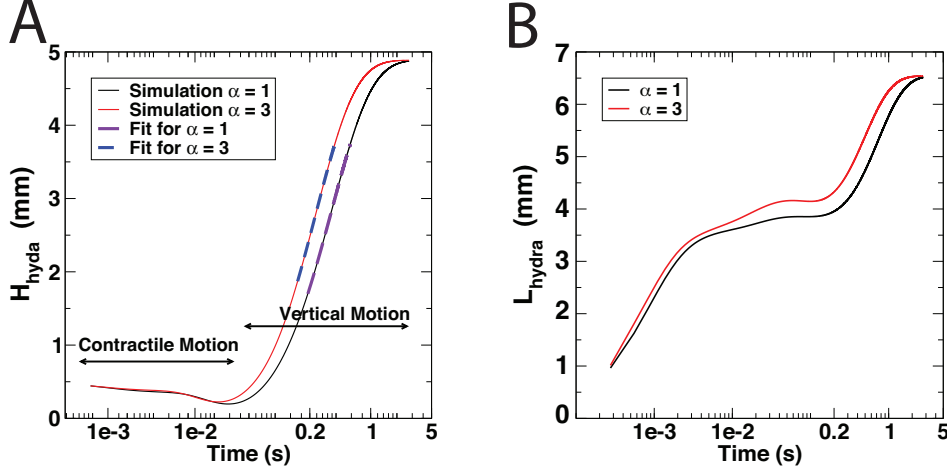 A
H_hyda (mm)
5
4
3
2
1
0
Simulation α = 1
Simulation α = 3
Fit for α = 1
Fit for α = 3
Vertical Motion
Contractile Motion
1e-3 1e-2 0.2 1 5
Time (s)
B
L_hydra (mm)
7
6
5
4
3
2
1
0
α = 1
α = 3
1e-3 1e-2 0.2 1 5
Time (s)